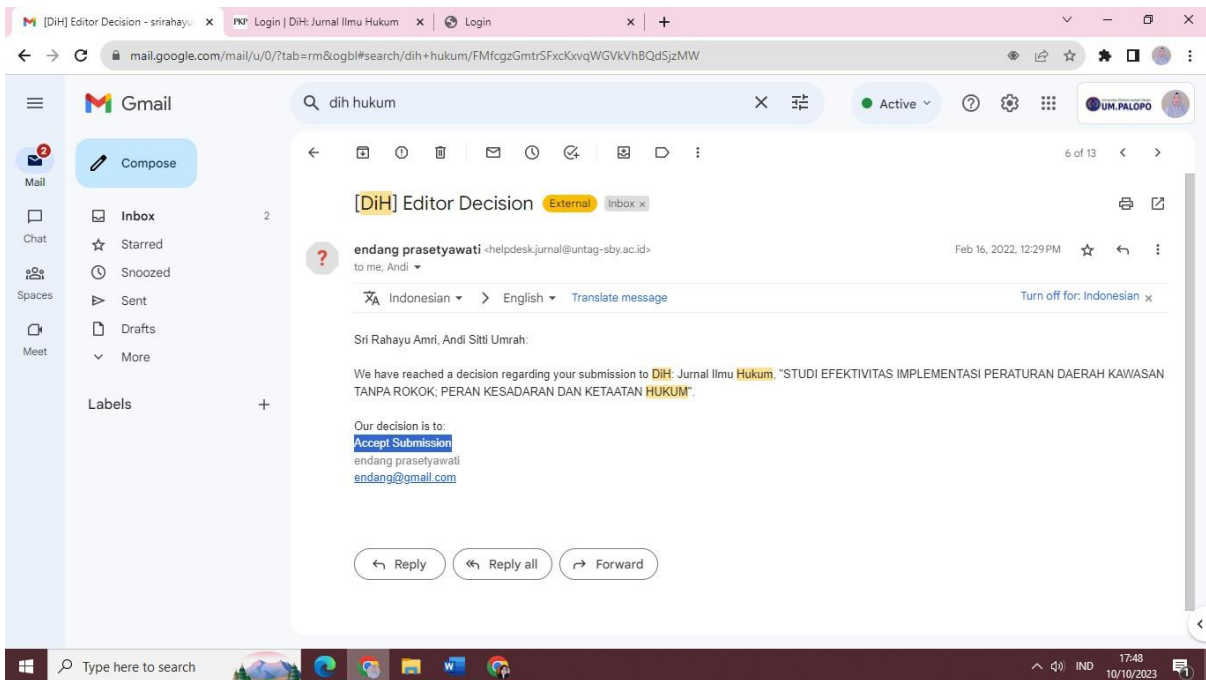 [DiH] Editor Decision - srirahayu
PKP Login | DiH: Jurnal Ilmu Hukum
Login
mail.google.com/mail/u/0/?tab=rm&ogbl#search/dih+hukum/FMfcgzGmtrSFxcKxvqWGVkVhBQdSjzMW
Gmail
dih hukum
Active
UM.PALOPO
2
Mail
Chat
Spaces
Meet
Compose
Inbox 2
Starred
Snoozed
Sent
Drafts
More
Labels
6 of 13
[DiH] Editor Decision External Inbox x
endang prasetyawati <helpdesk.jurnal@untag-sby.ac.id> Feb 16, 2022, 12:29 PM
to me, Andi
Indonesian > English Translate message Turn off for: Indonesian x
Sri Rahayu Amri, Andi Sitti Umrah:
We have reached a decision regarding your submission to DiH: Jurnal Ilmu Hukum, "STUDI EFEKTIVITAS IMPLEMENTASI PERATURAN DAERAH KAWASAN
TANPA ROKOK; PERAN KESADARAN DAN KETAATAN HUKUM".
Our decision is to:
Accept Submission
endang prasetyawati
endang@gmail.com
Reply
Reply all
Forward
Type here to search
IND
17:48
10/10/2023
1